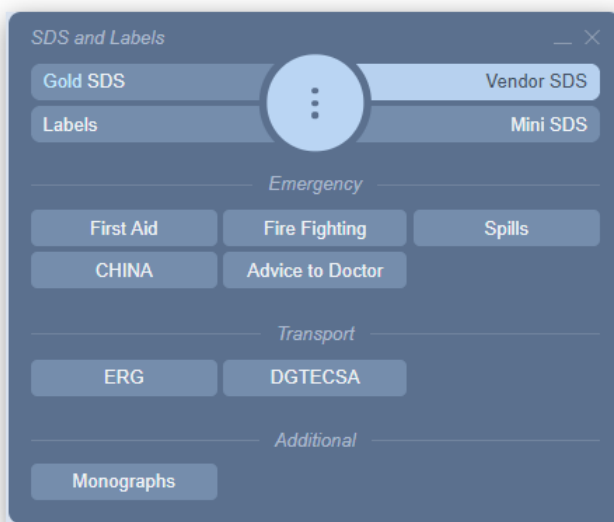 SDS and Labels
Gold SDS
Vendor SDS
Labels
Mini SDS
Emergency
First Aid
Fire Fighting
Spills
CHINA
Advice to Doctor
Transport
ERG
DGTECSA
Additional
Monographs